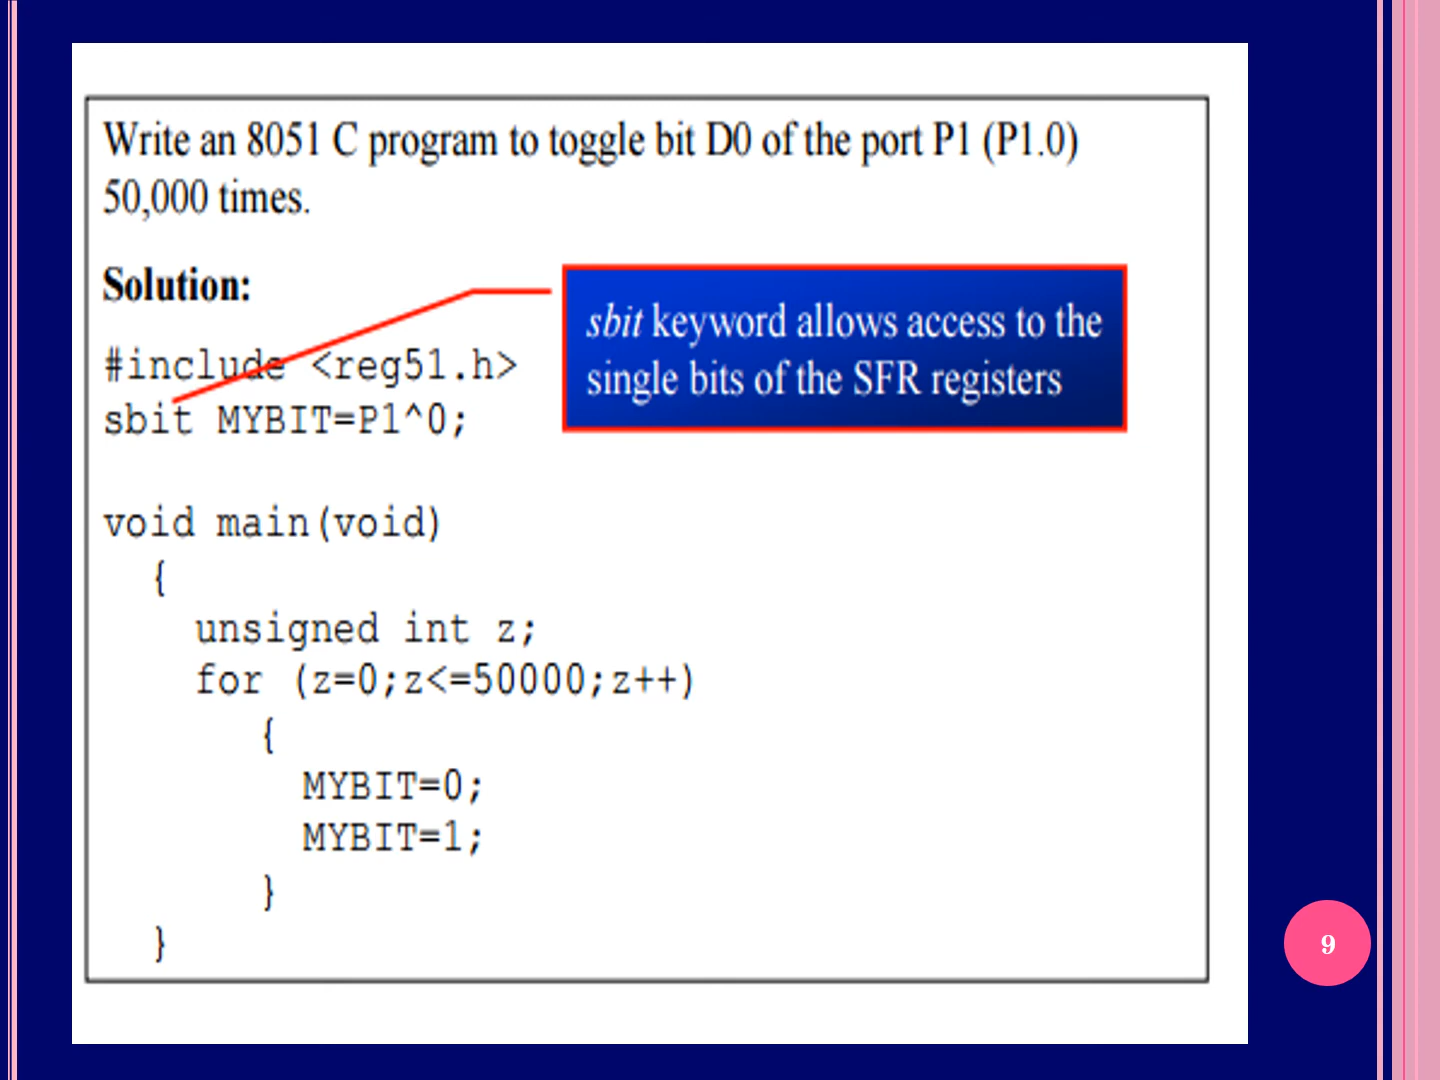 Write an 8051 C program to toggle bit D0 of the port P1 (P1.0)
50,000 times.
Solution:
sbit keyword allows access to the
single bits of the SFR registers
#include <reg51.h>
sbit MYBIT=P1^0;
void main(void)
{
unsigned int z;
for (z=0;z<=50000;z++)
{
MYBIT=0;
MYBIT=1;
}
}
9